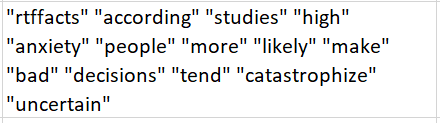 "rtffacts" "according" "studies" "high"
"anxiety" "people" "more" "likely" "make"
"bad" "decisions" "tend" "catastrophize"
"uncertain"